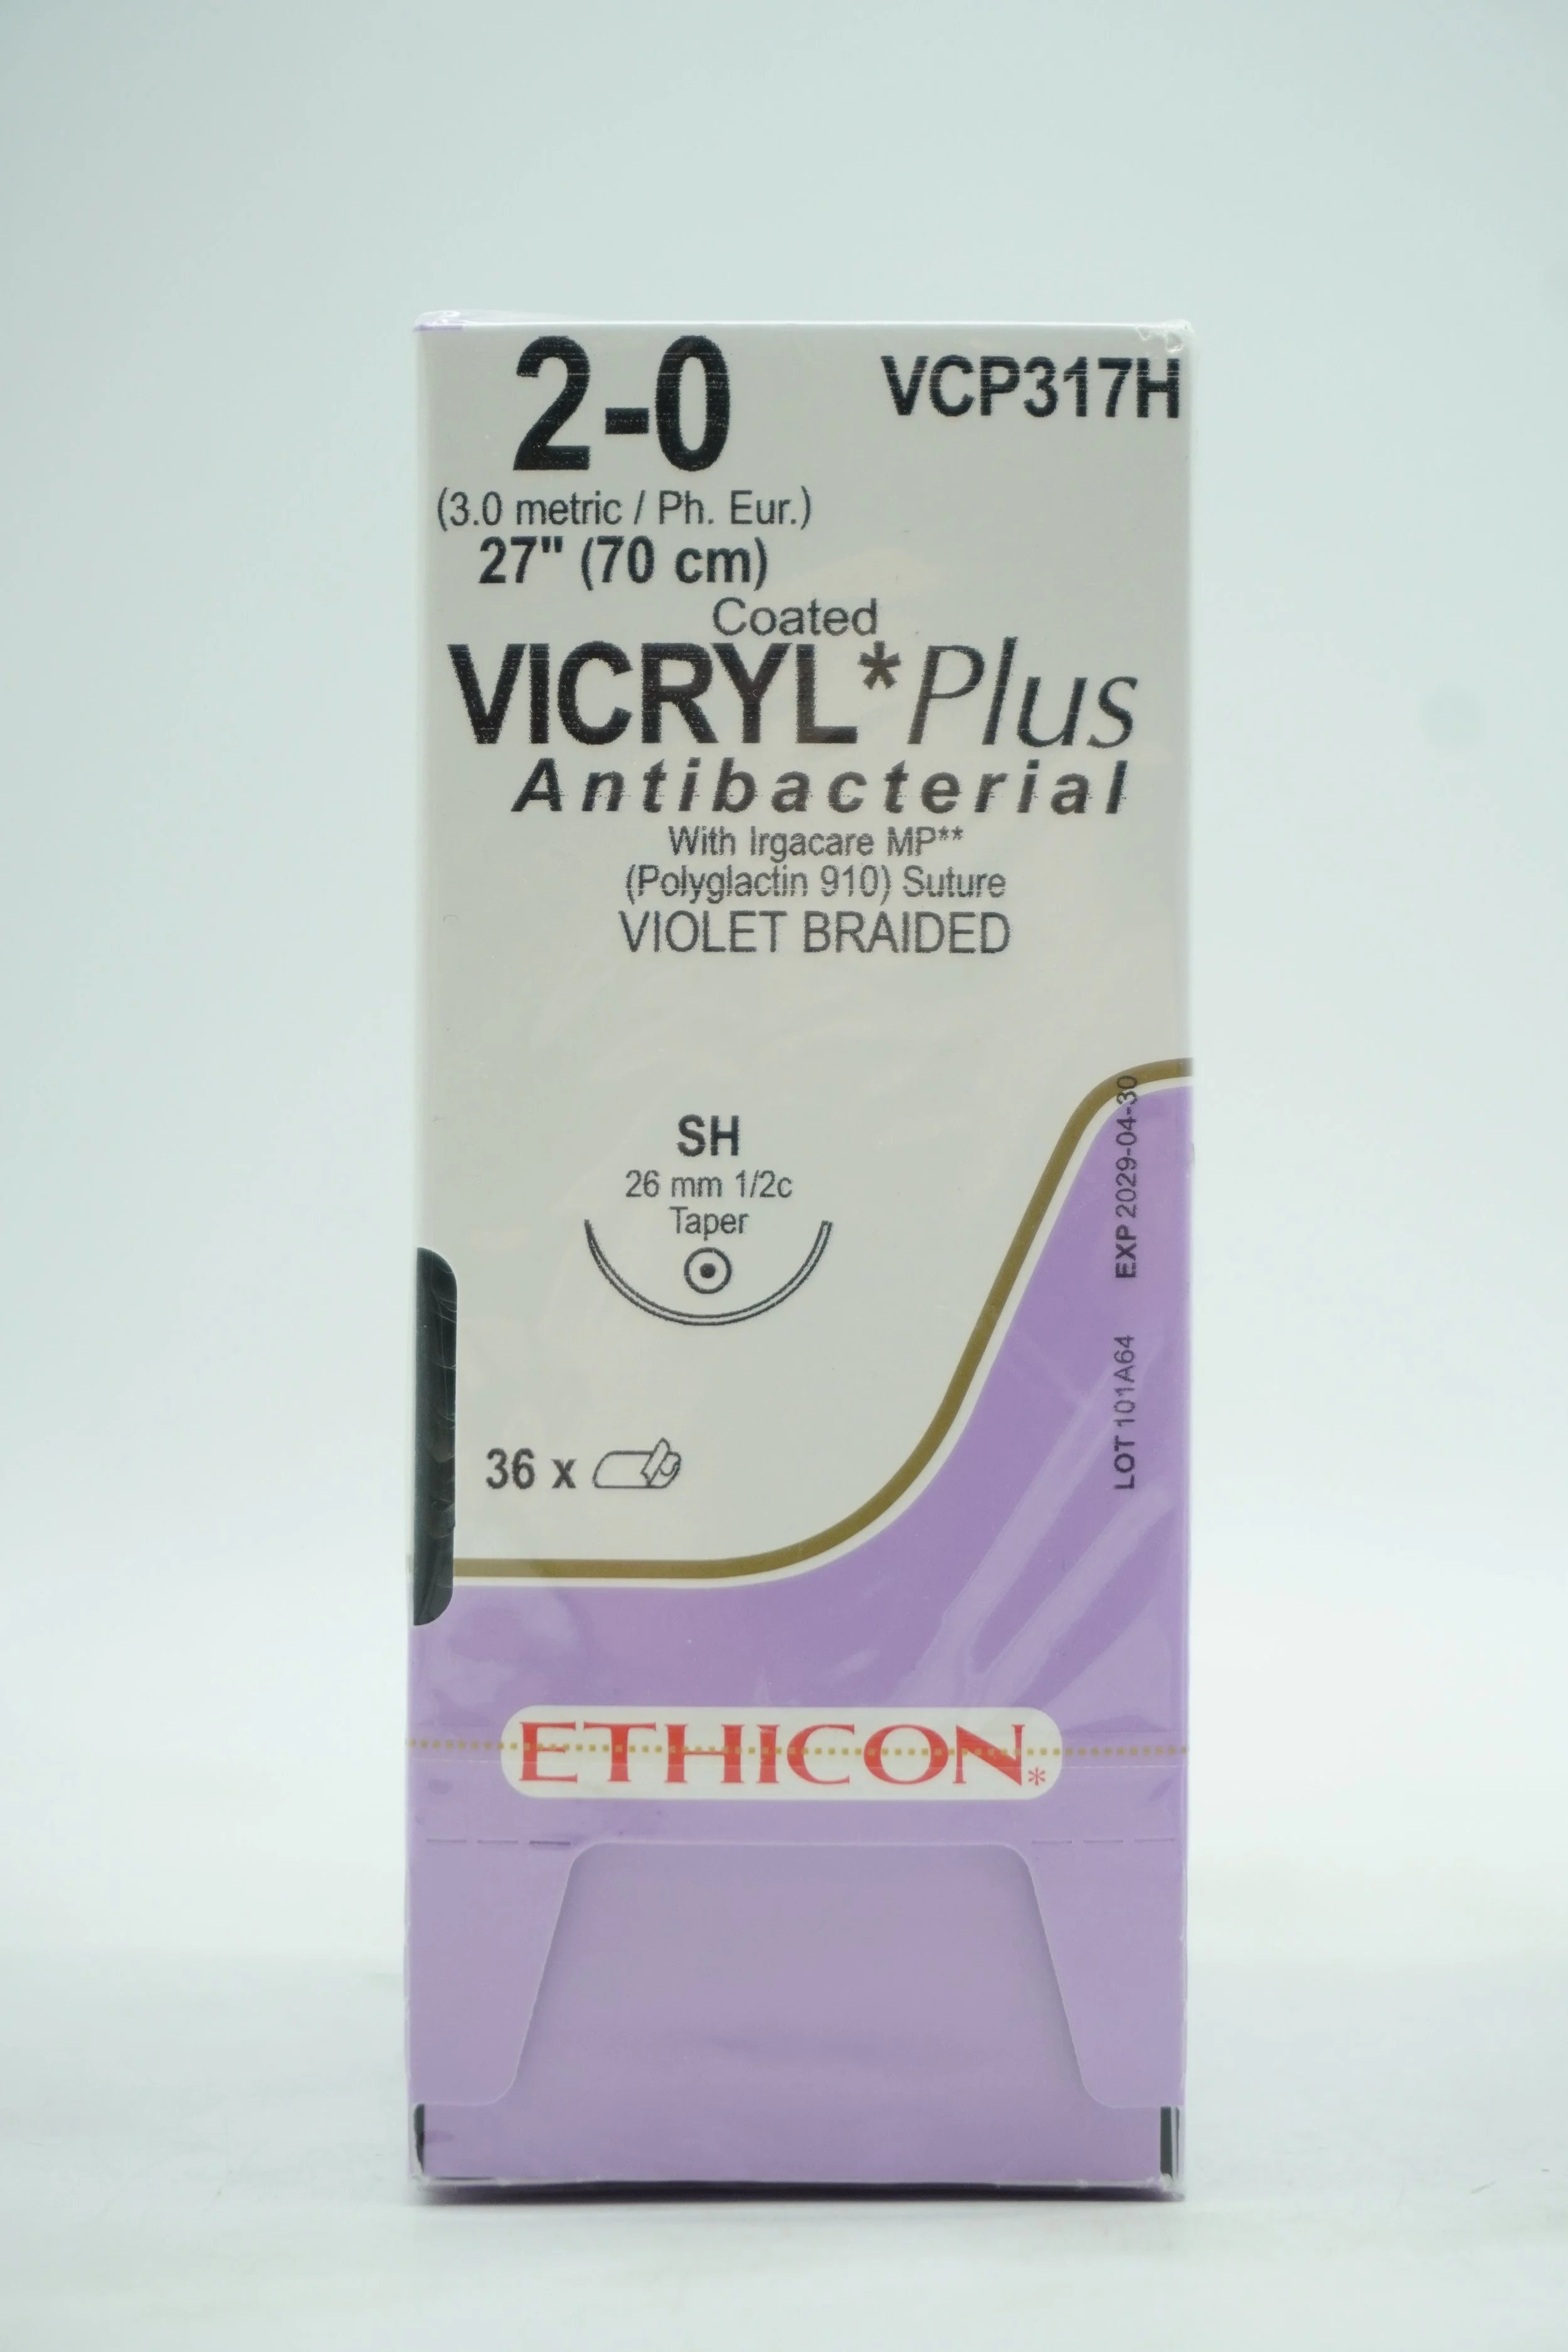 2-0
VCP317H
(3.0 metric / Ph. Eur.)
27" (70 cm)
Coated
VICRYL*Plus
Antibacterial
With Irgacare MP**
(Polyglactin 910) Suture
VIOLET BRAIDED
SH
26 mm 1/2c
Taper
36 x
LOT 101A64 EXP 2029-04-30
ETHICON*